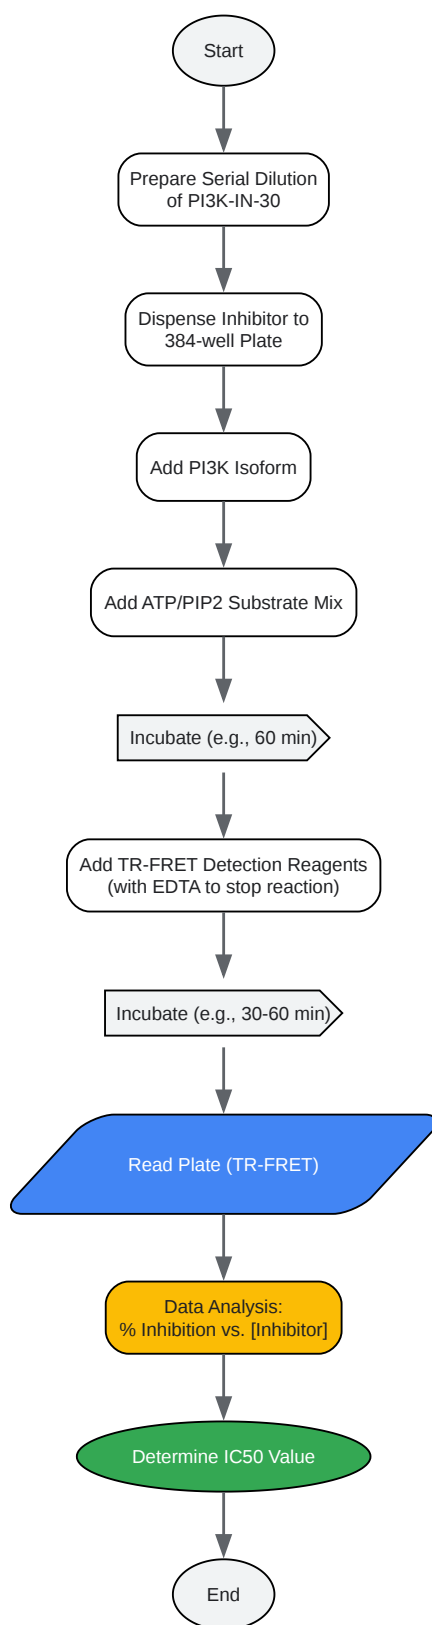 Start
Prepare Serial Dilution
of PI3K-IN-30
Dispense Inhibitor to
384-well Plate
Add PI3K Isoform
Add ATP/PIP2 Substrate Mix
Incubate (e.g., 60 min)
Add TR-FRET Detection Reagents
(with EDTA to stop reaction)
Incubate (e.g., 30-60 min)
Read Plate (TR-FRET)
Data Analysis:
% Inhibition vs. [Inhibitor]
Determine IC50 Value
End